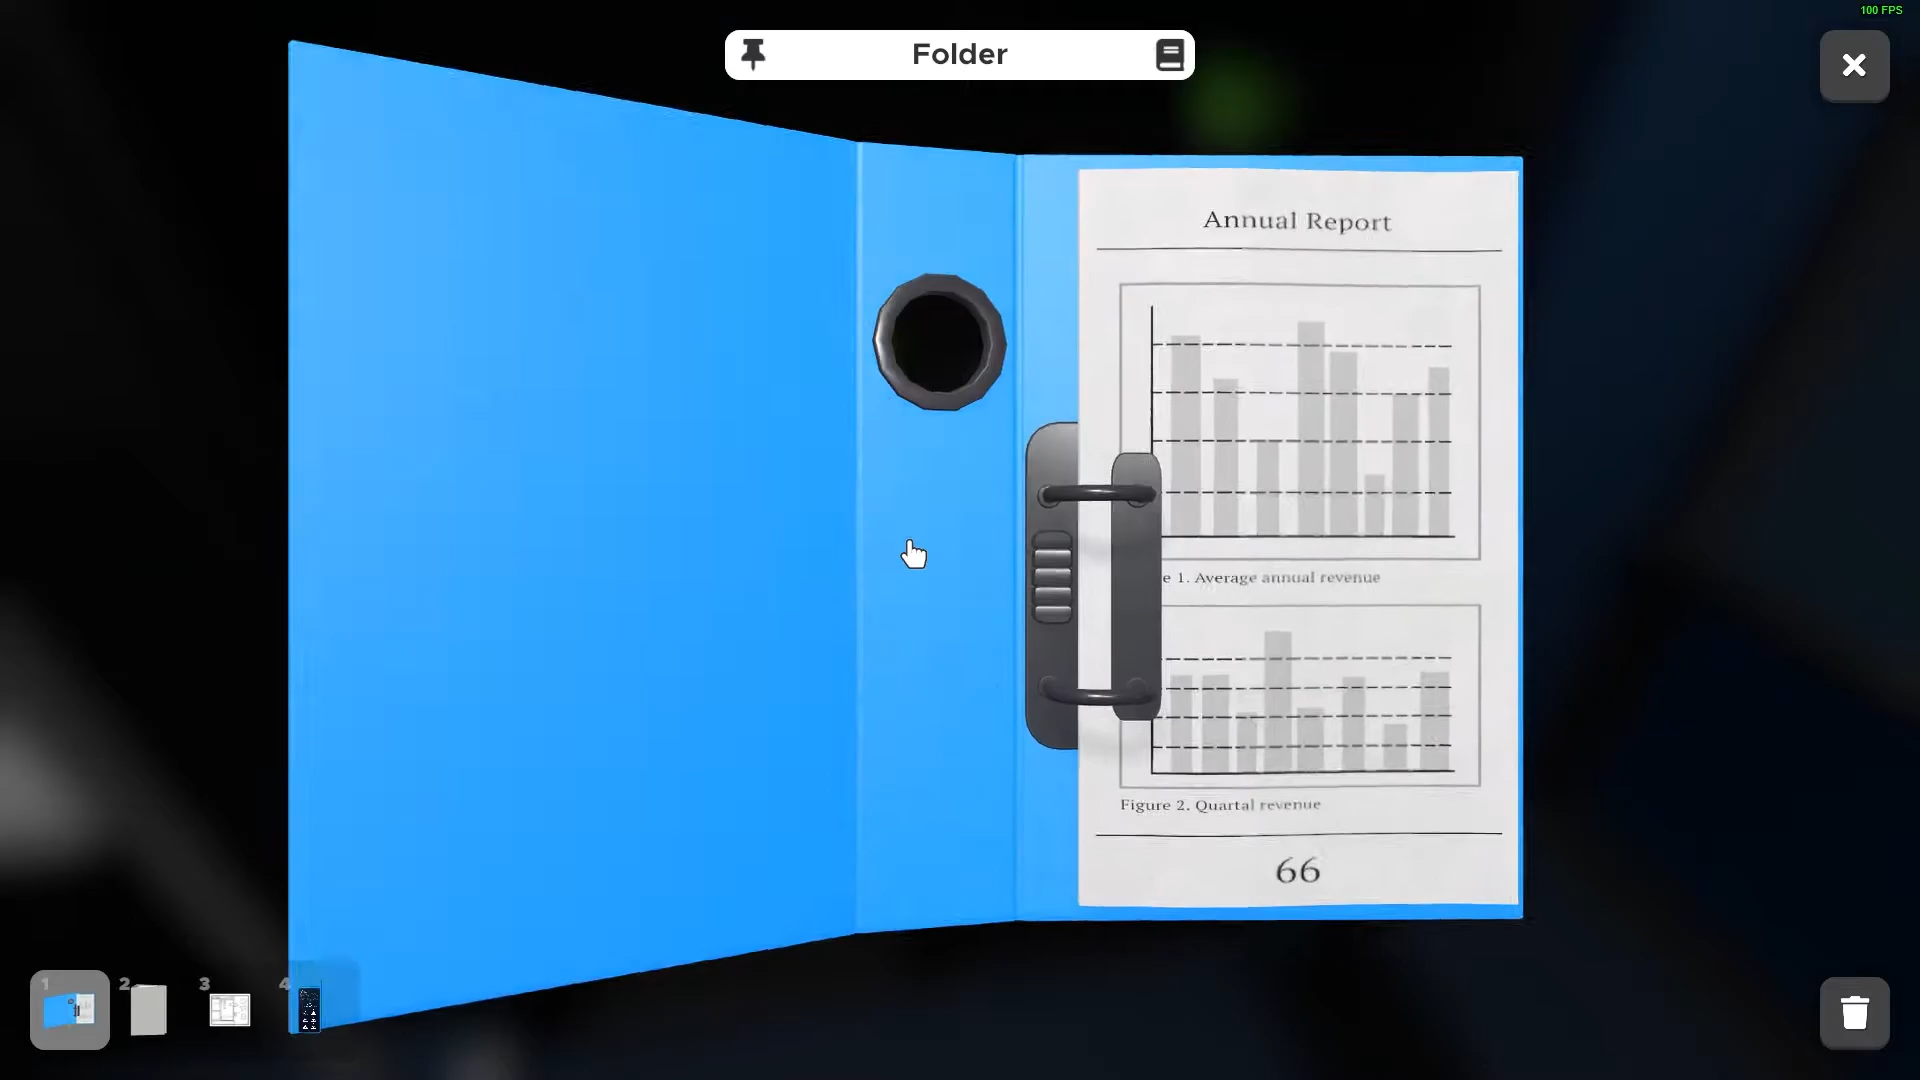 100 FPS
Folder
Annual Report
e 1. Average annual revenue
Figure 2. Quartal revenue
66
1
2
3
4